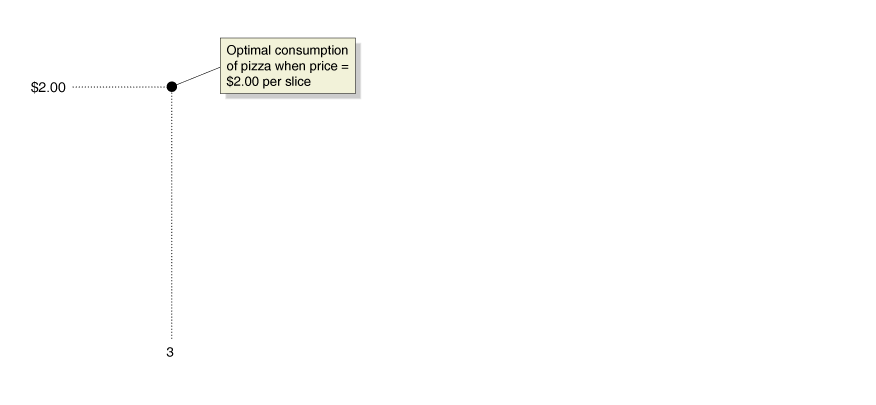 Optimal consumption
of pizza when price =
$2.00 per slice
$2.00
3